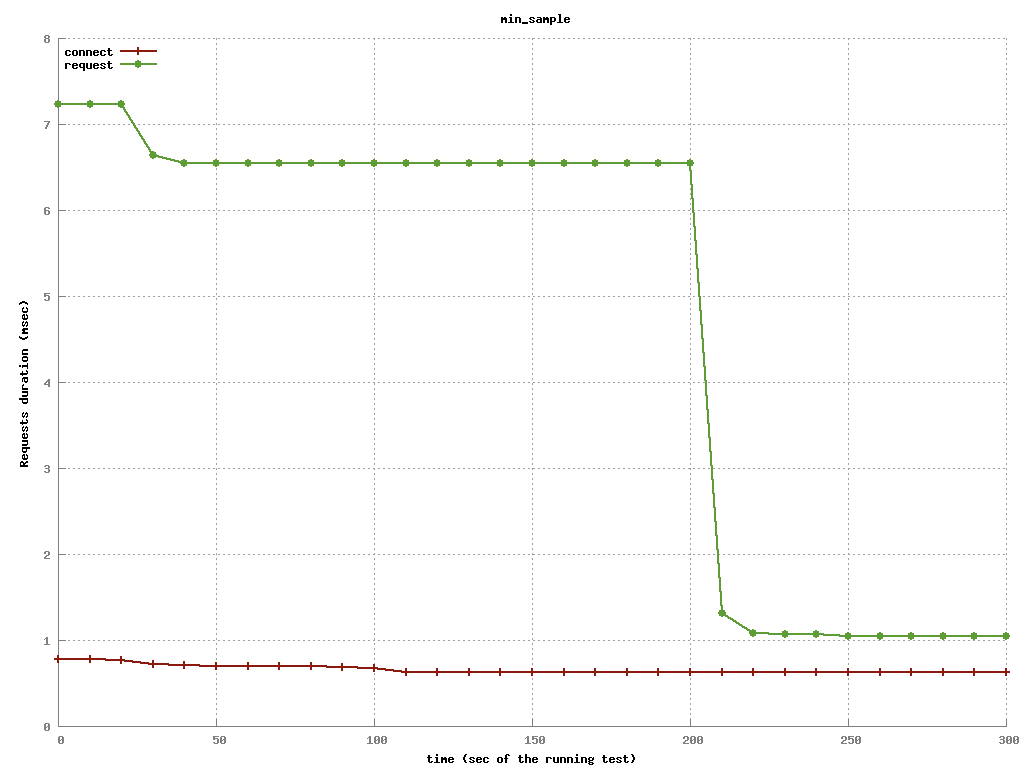 min_sample
8
connect
request
7
6
5
4
3
2
1
0
Requests duration (msec)
0 50 100 150 200 250 300
time (sec of the running test)